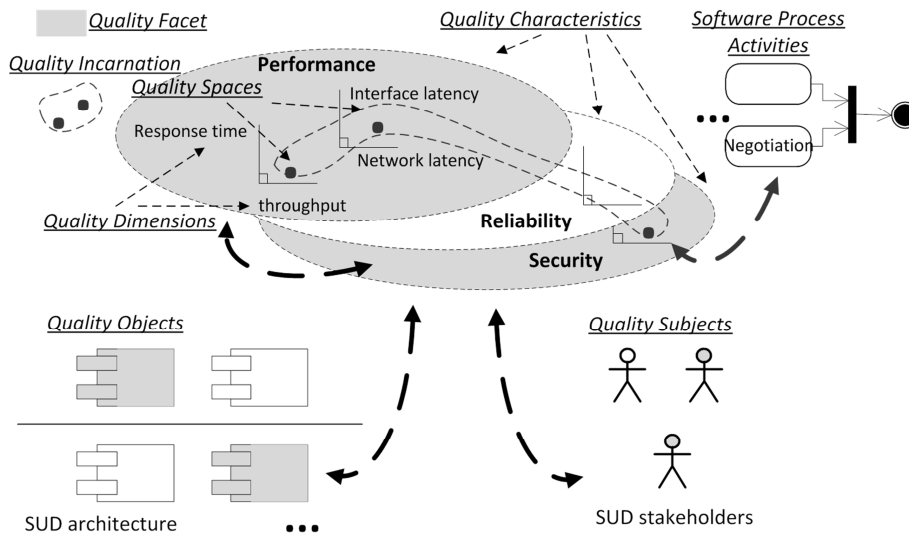 Quality Facet
Quality Characteristics
Software Process
Activities
Quality Incarnation
Performance
Quality Spaces
Interface latency
Response time
Negotiation
Network latency
Quality Dimensions
throughput
Reliability
Security
Quality Objects
Quality Subjects
SUD architecture
SUD stakeholders